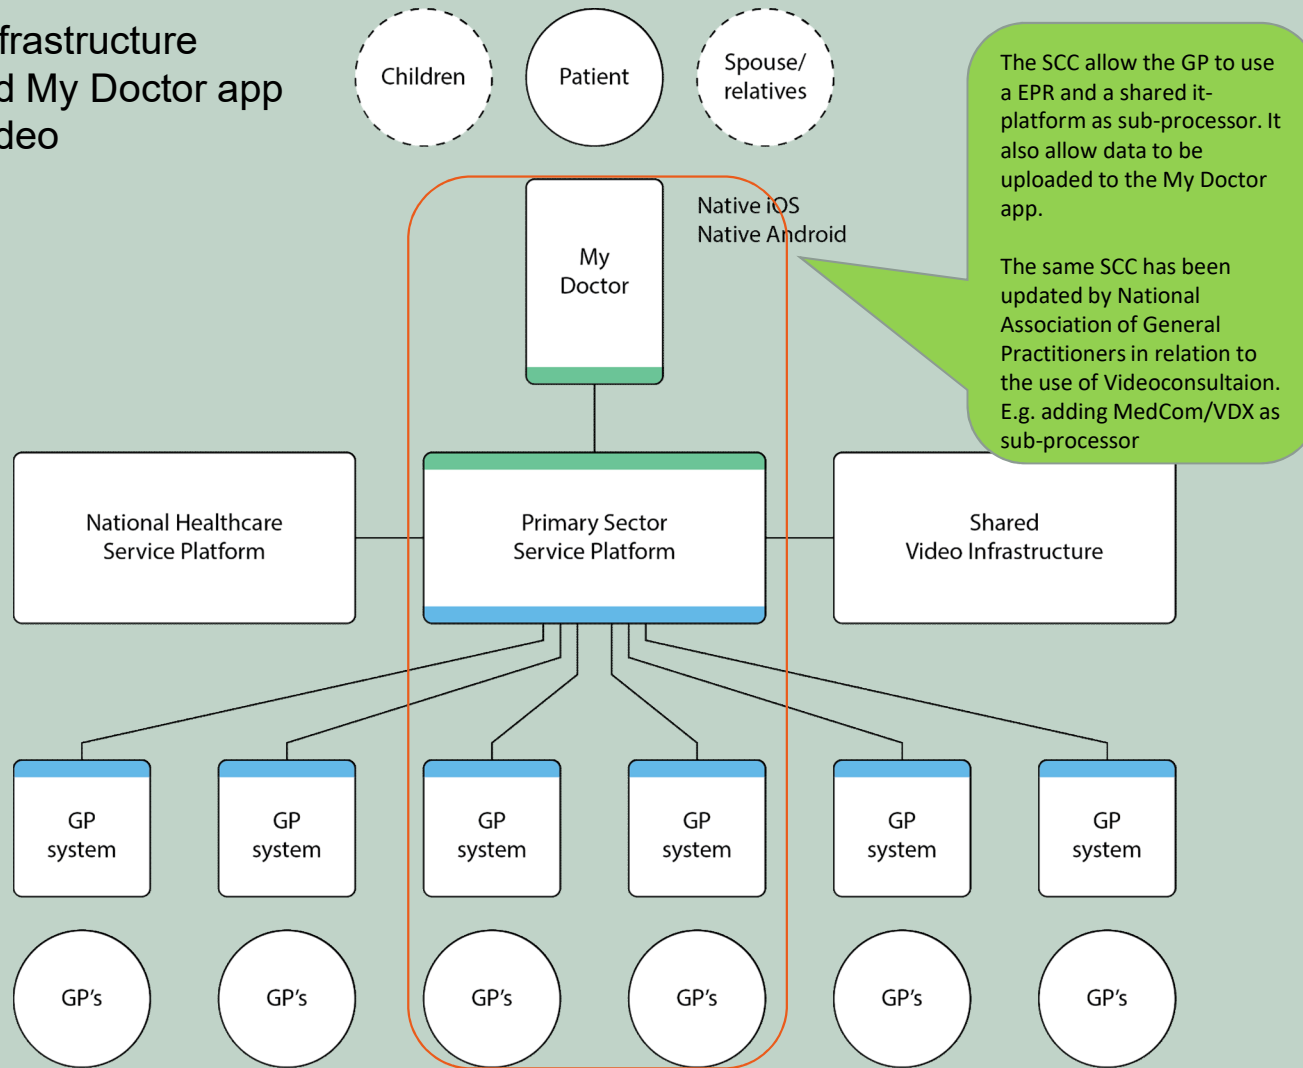 frastructure
d My Doctor app
deo
Children
Patient
Spouse/
relatives
The SCC allow the GP to use
a EPR and a shared it-
platform as sub-processor. It
also allow data to be
uploaded to the My Doctor
app.
The same SCC has been
updated by National
Association of General
Practitioners in relation to
the use of Videoconsultaion.
E.g. adding MedCom/VDX as
sub-processor
Native iOS
Native Android
My
Doctor
National Healthcare
Service Platform
Primary Sector
Service Platform
Shared
Video Infrastructure
GP
system
GP
system
GP
system
GP
system
GP
system
GP
system
GP's
GP's
GP's
GP's
GP's
GP's